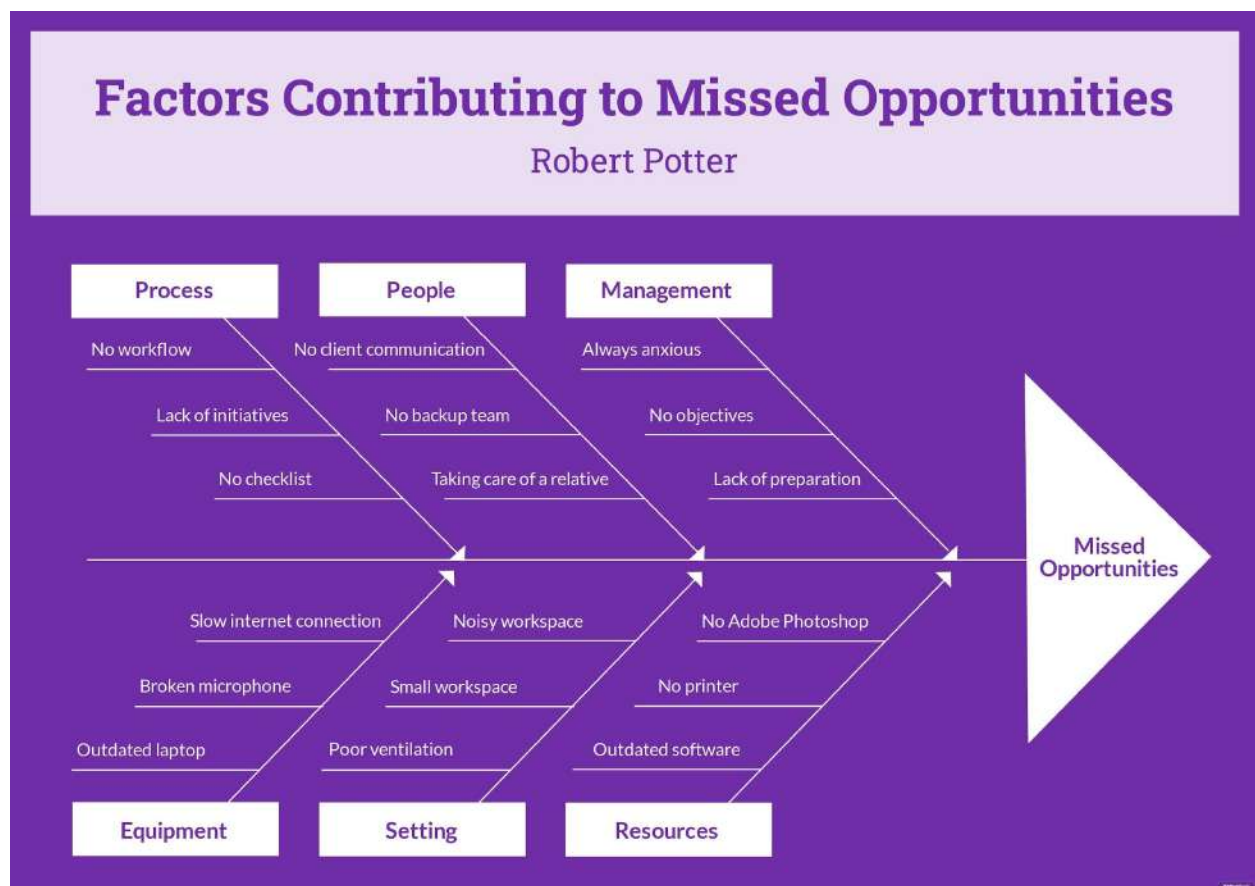 Factors Contributing to Missed Opportunities
Robert Potter
Process
No workflow
Lack of initiatives
No checklist
People
No client communication
No backup team
Taking care of a relative
Management
Always anxious
No objectives
Lack of preparation
Missed
Opportunities
Slow internet connection
Broken microphone
Outdated laptop
Equipment
Noisy workspace
Small workspace
Poor ventilation
Setting
No Adobe Photoshop
No printer
Outdated software
Resources